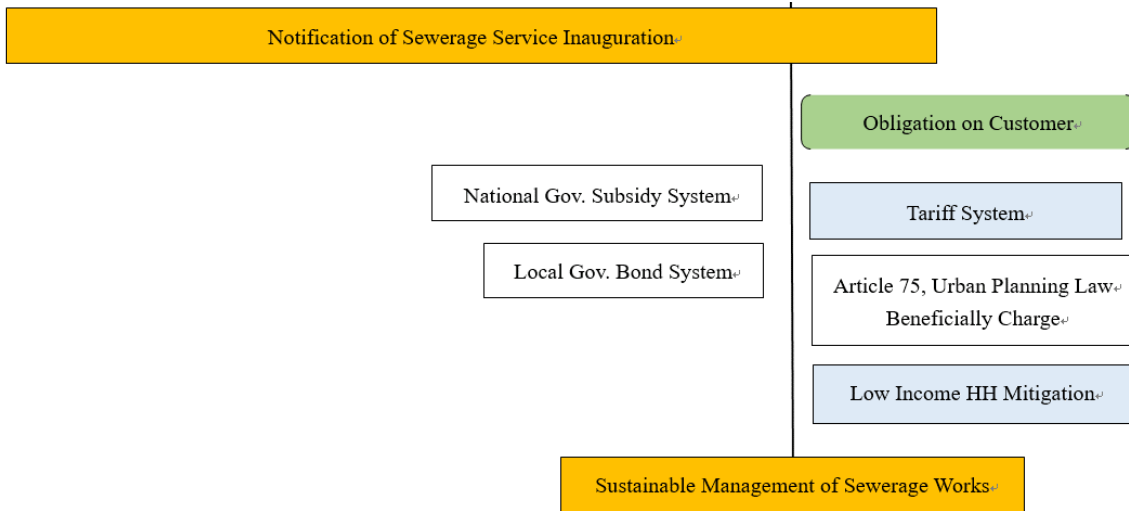 Notification of Sewerage Service Inauguration
Obligation on Customer
National Gov. Subsidy System
Tariff System
Local Gov. Bond System
Article 75, Urban Planning Law
Beneficially Charge
Low Income HH Mitigation
Sustainable Management of Sewerage Works